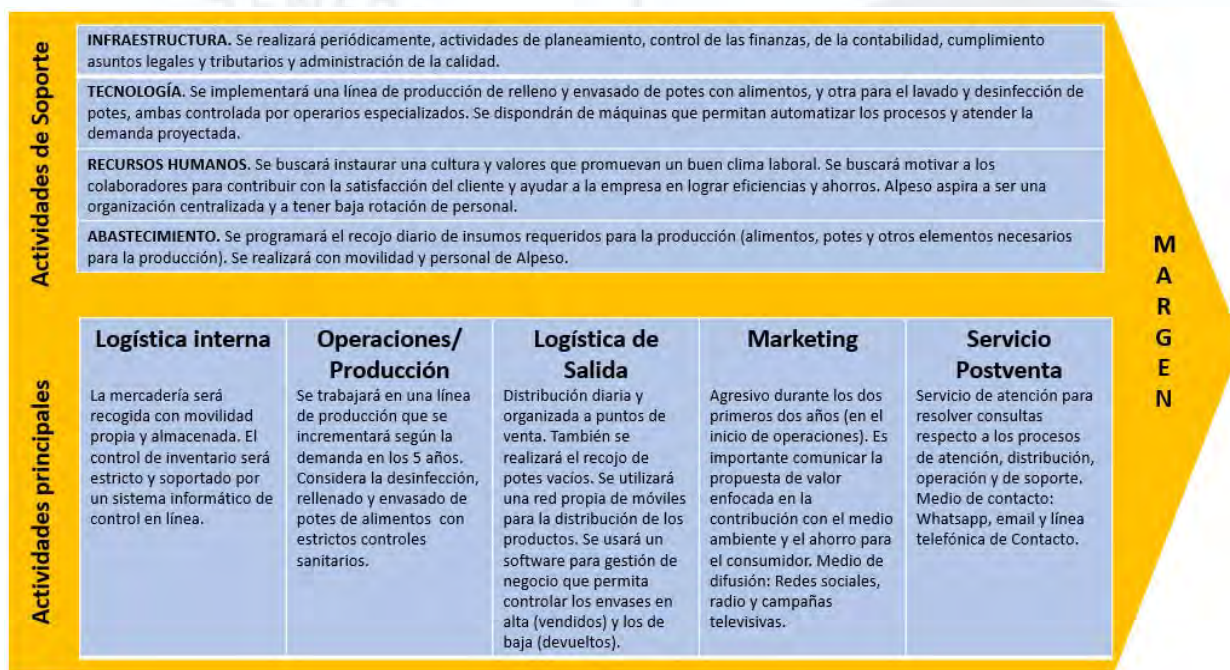 Actividades de Soporte
INFRAESTRUCTURA. Se realizará periódicamente, actividades de planeamiento, control de las finanzas, de la contabilidad, cumplimiento
asuntos legales y tributarios y administración de la calidad.
TECNOLOGÍA. Se implementará una línea de producción de relleno y envasado de potes con alimentos, y otra para el lavado y desinfección de
potes, ambas controlada por operarios especializados. Se dispondrán de máquinas que permitan automatizar los procesos y atender la
demanda proyectada.
RECURSOS HUMANOS. Se buscará instaurar una cultura y valores que promuevan un buen clima laboral. Se buscará motivar a los
colaboradores para contribuir con la satisfacción del cliente y ayudar a la empresa en lograr eficiencias y ahorros. Alpeso aspira a ser una
organización centralizada y a tener baja rotación de personal.
ABASTECIMIENTO. Se programará el recojo diario de insumos requeridos para la producción (alimentos, potes y otros elementos necesarios
para la producción). Se realizará con movilidad y personal de Alpeso.
Actividades principales
Logística interna
La mercadería será
recogida con movilidad
propia y almacenada. El
control de inventario será
estricto y soportado por
un sistema informático de
control en línea.
Operaciones/
Producción
Se trabajará en una línea
de producción que se
incrementará según la
demanda en los 5 años.
Considera la desinfección,
rellenado y envasado de
potes de alimentos con
estrictos controles
sanitarios.
Logística de
Salida
Distribución diaria y
organizada a puntos de
venta. También se
realizará el recojo de
potes vacíos. Se utilizará
una red propia de móviles
para la distribución de los
productos. Se usará un
software para gestión de
negocio que permita
controlar los envases en
alta (vendidos) y los de
baja (devueltos).
Marketing
Agresivo durante los dos
primeros dos años (en el
inicio de operaciones). Es
importante comunicar la
propuesta de valor
enfocada en la
contribución con el medio
ambiente y el ahorro para
el consumidor. Medio de
difusión: Redes sociales,
radio y campañas
televisivas.
Servicio
Postventa
Servicio de atención para
resolver consultas
respecto a los procesos
de atención, distribución,
operación y de soporte.
Medio de contacto:
Whatsapp, email y línea
telefónica de Contacto.
M
A
R
G
E
N